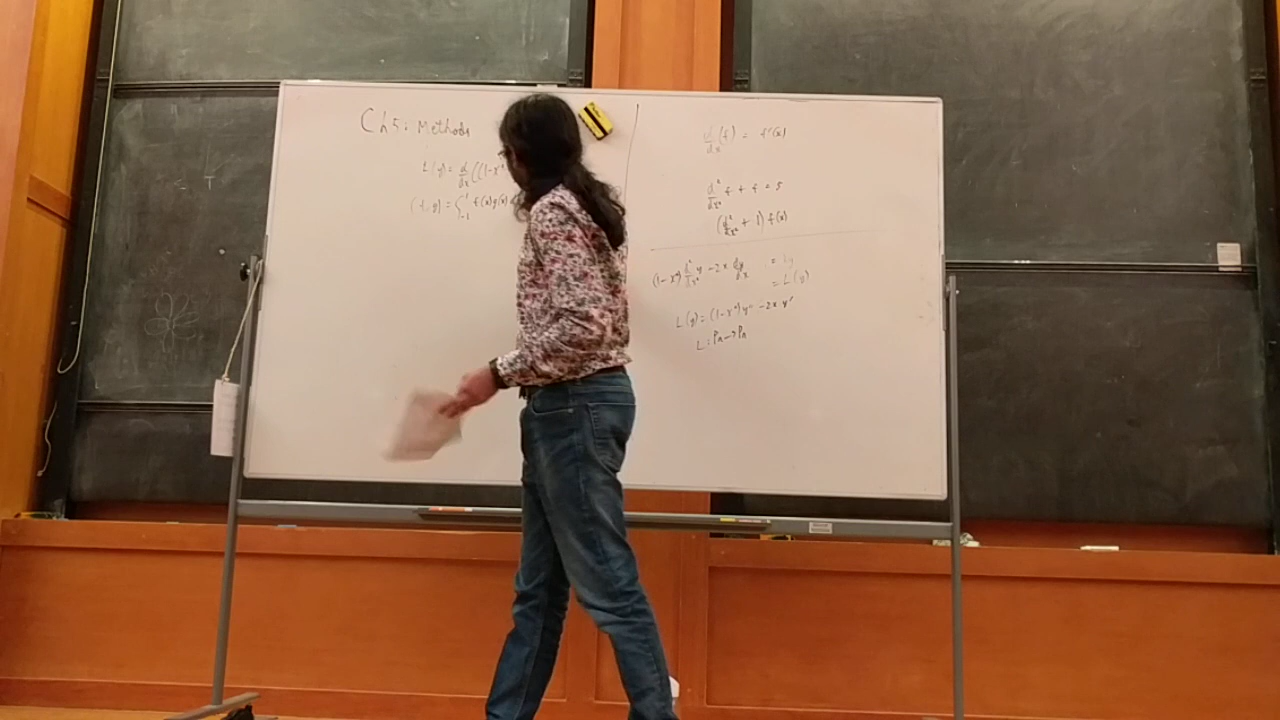 Ch5: Methods
L(y) = d/dx ((1-x²
⟨f,g⟩ = ∫₋₁¹ f(x)g(x)
d/dx (f) = f'(x)
d²/dx² f + f = 5
(d²/dx² + 1) f(x)
(1-x²) d²/dx² y - 2x dy/dx = Ly
= L(y)
L(y) = (1-x²)y'' - 2x y'
L: Pₙ → Pₙ